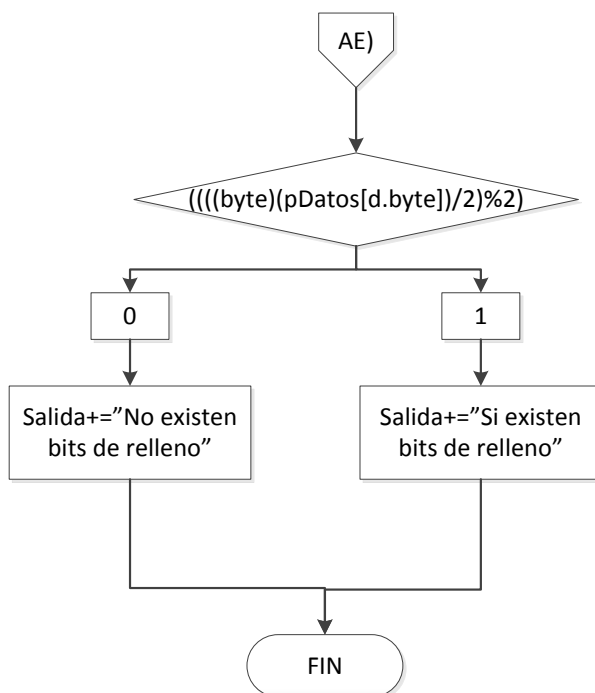 AE)
((((byte)(pDatos[d.byte])/2)%2)
0
1
Salida+=”No existen
bits de relleno”
Salida+=”Si existen
bits de relleno”
FIN